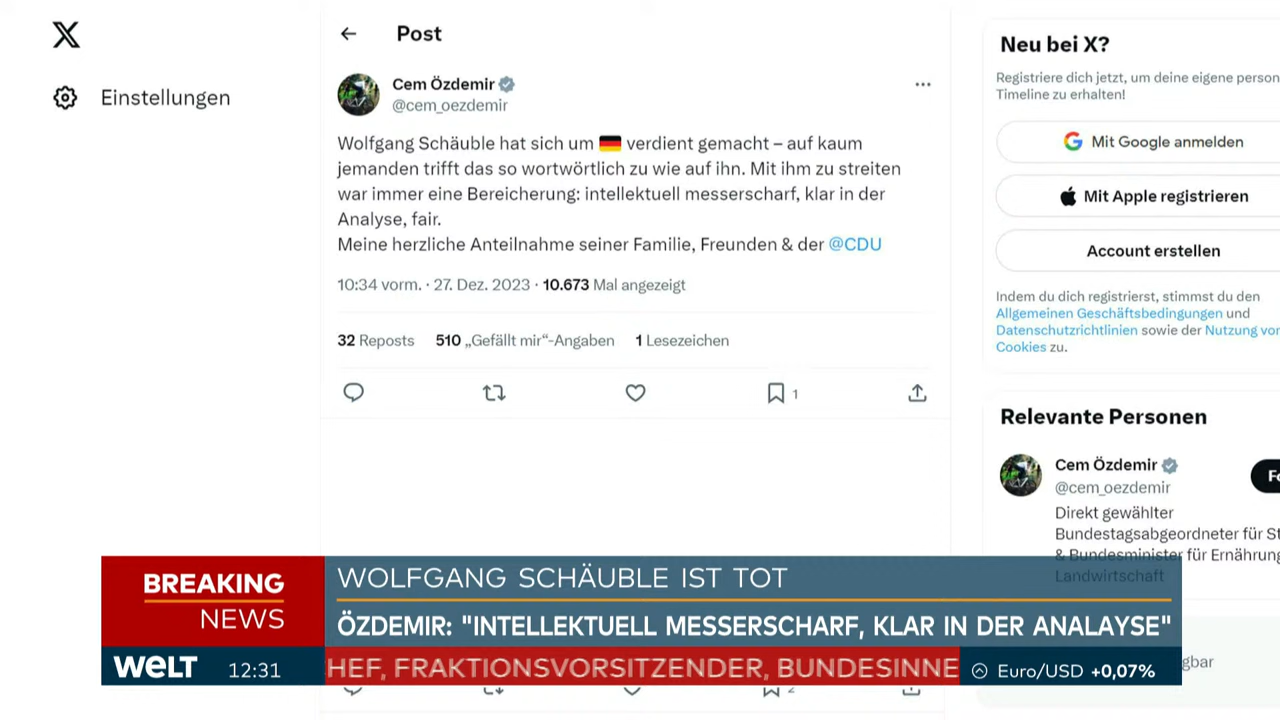 X
Einstellungen
Post
Cem Özdemir
@cem_oezdemir
Wolfgang Schäuble hat sich um 🇩🇪 verdient gemacht – auf kaum
jemanden trifft das so wortwörtlich zu wie auf ihn. Mit ihm zu streiten
war immer eine Bereicherung: intellektuell messerscharf, klar in der
Analyse, fair.
Meine herzliche Anteilnahme seiner Familie, Freunden & der @CDU
10:34 vorm. · 27. Dez. 2023 · 10.673 Mal angezeigt
32 Reposts 510 „Gefällt mir“-Angaben 1 Lesezeichen
1
Neu bei X?
Registriere dich jetzt, um deine eigene person
Timeline zu erhalten!
Mit Google anmelden
Mit Apple registrieren
Account erstellen
Indem du dich registrierst, stimmst du den
Allgemeinen Geschäftsbedingungen und
Datenschutzrichtlinien sowie der Nutzung von
Cookies zu.
Relevante Personen
Cem Özdemir
@cem_oezdemir
Fo
Direkt gewählter
Bundestagsabgeordneter für St
& Bundesminister für Ernährung
Landwirtschaft
gbar
2
BREAKING
NEWS
WOLFGANG SCHÄUBLE IST TOT
ÖZDEMIR: "INTELLEKTUELL MESSERSCHARF, KLAR IN DER ANALAYSE"
WELT 12:31
HEF, FRAKTIONSVORSITZENDER, BUNDESINNE
Euro/USD +0,07%